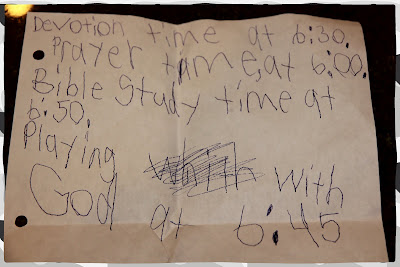 Devotion time at 6:30.
Prayer tame, at 6:00.
Bible Study time at
6:50.
Playing with
God at 6:45